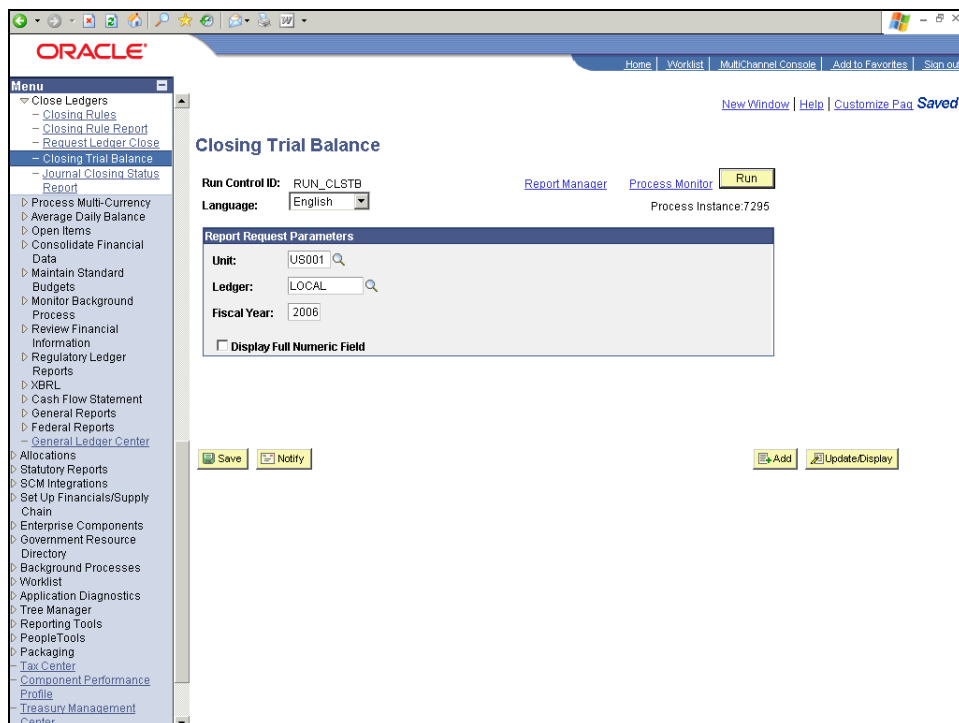 ORACLE'
Home | Worklist | MultiChannel Console | Add to Favorites | Sign out
Menu
Close Ledgers
Closing Rules
Closing Rule Report
Request Ledger Close
Closing Trial Balance
Journal Closing Status
Report
Process Multi-Currency
Average Daily Balance
Open Items
Consolidate Financial
Data
Maintain Standard
Budgets
Monitor Background
Process
Review Financial
Information
Regulatory Ledger
Reports
XBRL
Cash Flow Statement
General Reports
Federal Reports
General Ledger Center
Allocations
Statutory Reports
SCM Integrations
Set Up Financials/Supply
Chain
Enterprise Components
Government Resource
Directory
Background Processes
Worklist
Application Diagnostics
Tree Manager
Reporting Tools
PeopleTools
Packaging
Tax Center
Component Performance
Profile
Treasury Management
Center
New Window | Help | Customize Pag Saved
Closing Trial Balance
Run Control ID: RUN_CLSTB Report Manager Process Monitor Run
Language: English Process Instance:7295
Report Request Parameters
Unit: US001
Ledger: LOCAL
Fiscal Year: 2006
Display Full Numeric Field
Save Notify Add Update/Display